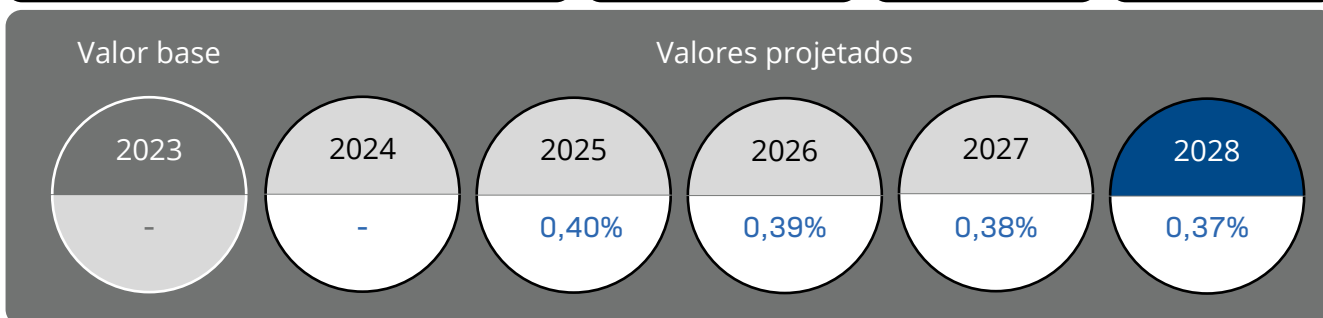 Valor base Valores projetados
2023 2024 2025 2026 2027 2028
- - 0,40% 0,39% 0,38% 0,37%